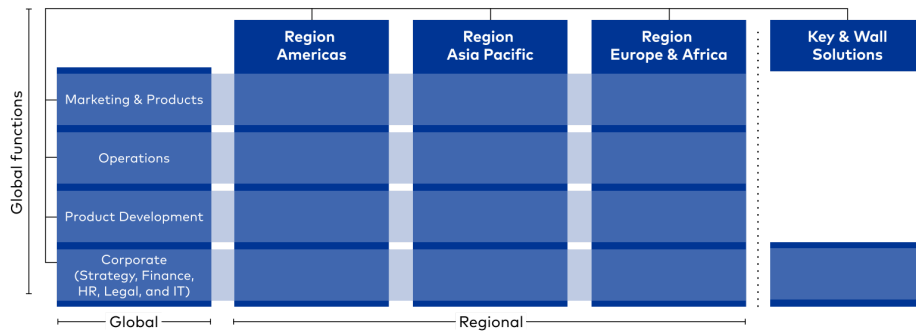 Region
Americas
Region
Asia Pacific
Region
Europe & Africa
Key & Wall
Solutions
Global functions
Marketing & Products
Operations
Product Development
Corporate
(Strategy, Finance,
HR, Legal, and IT)
Global
Regional